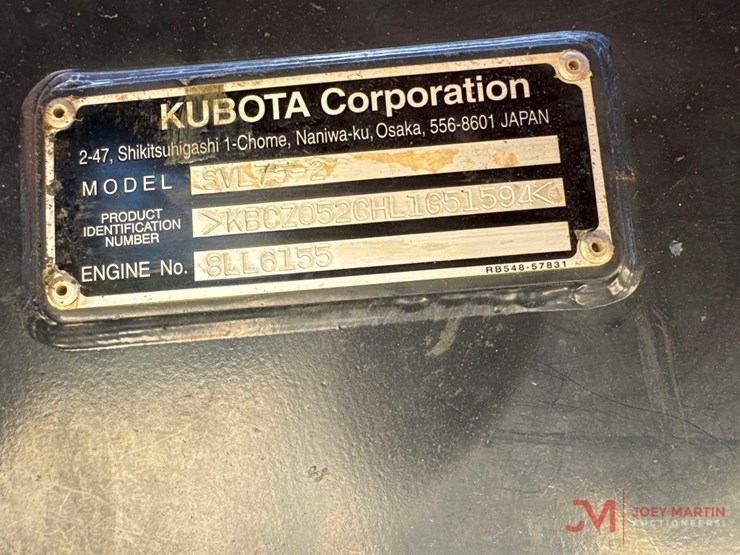 KUBOTA Corporation
2-47, Shikitsuhigashi 1-Chome, Naniwa-ku, Osaka, 556-8601 JAPAN
MODEL SVL75-2
PRODUCT
IDENTIFICATION
NUMBER
>KBCZ052CHL1G51594<
ENGINE No. 8LL6155
RB548-57831
JM JOEY MARTIN
AUCTIONEERS!